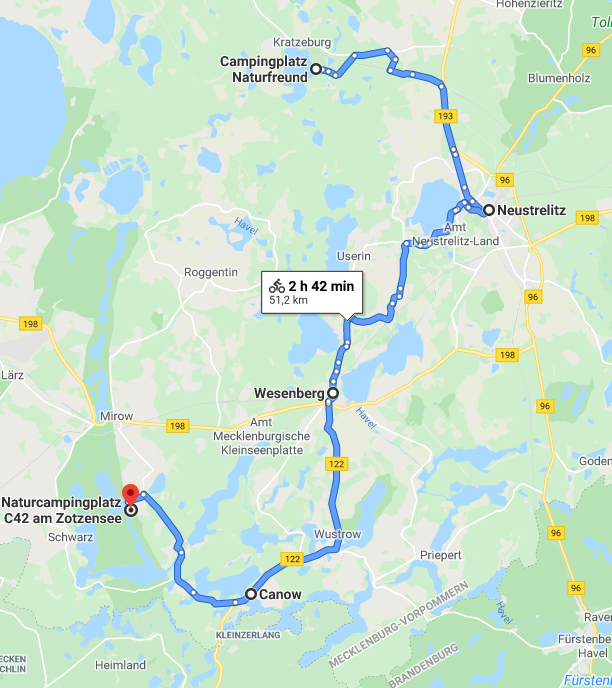 Hohenzieritz
Kratzeburg
Campingplatz
Naturfreund
96
Blumenholz
193
96
Neustrelitz
Amt
Neustrelitz-Land
198
Havel
Userin
Roggentin
2 h 42 min
51,2 km
96
198
198
Lärz
Wesenberg
96
Mirow
198
Amt
Mecklenburgische
Kleinseenplatte
Havel
122
Naturcampingplatz
C42 am Zotzensee
Schwarz
96
Wustrow
122
Priepert
Canow
96
KLEINZERLANG
MECKLENBURG-VORPOMMERN
BRANDENBURG
Havel
Fürstenberg
Havel
Heimland